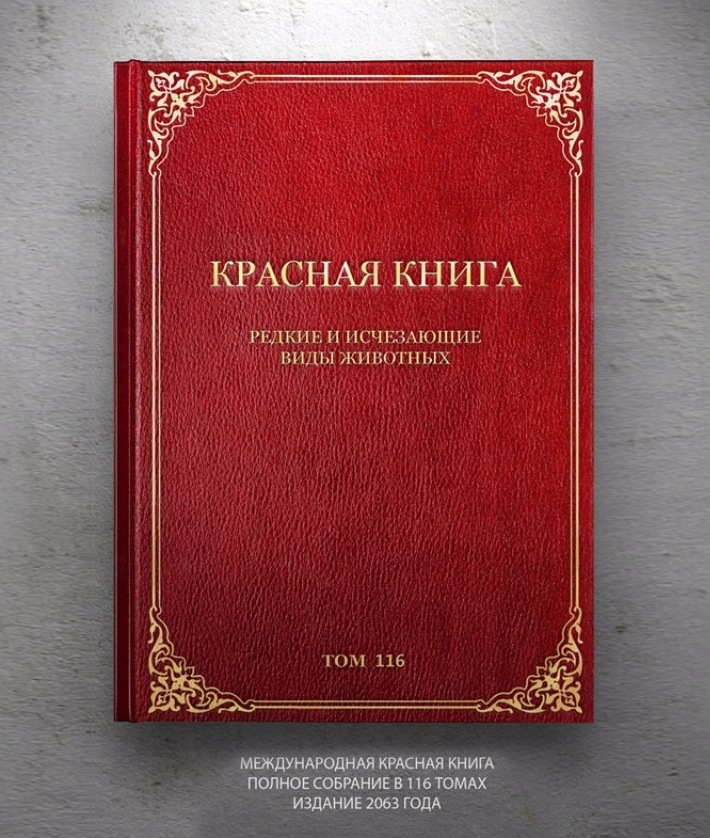 КРАСНАЯ КНИГА
РЕДКИЕ И ИСЧЕЗАЮЩИЕ
ВИДЫ ЖИВОТНЫХ
ТОМ 116
МЕЖДУНАРОДНАЯ КРАСНАЯ КНИГА
ПОЛНОЕ СОБРАНИЕ В 116 ТОМАХ
ИЗДАНИЕ 2063 ГОДА